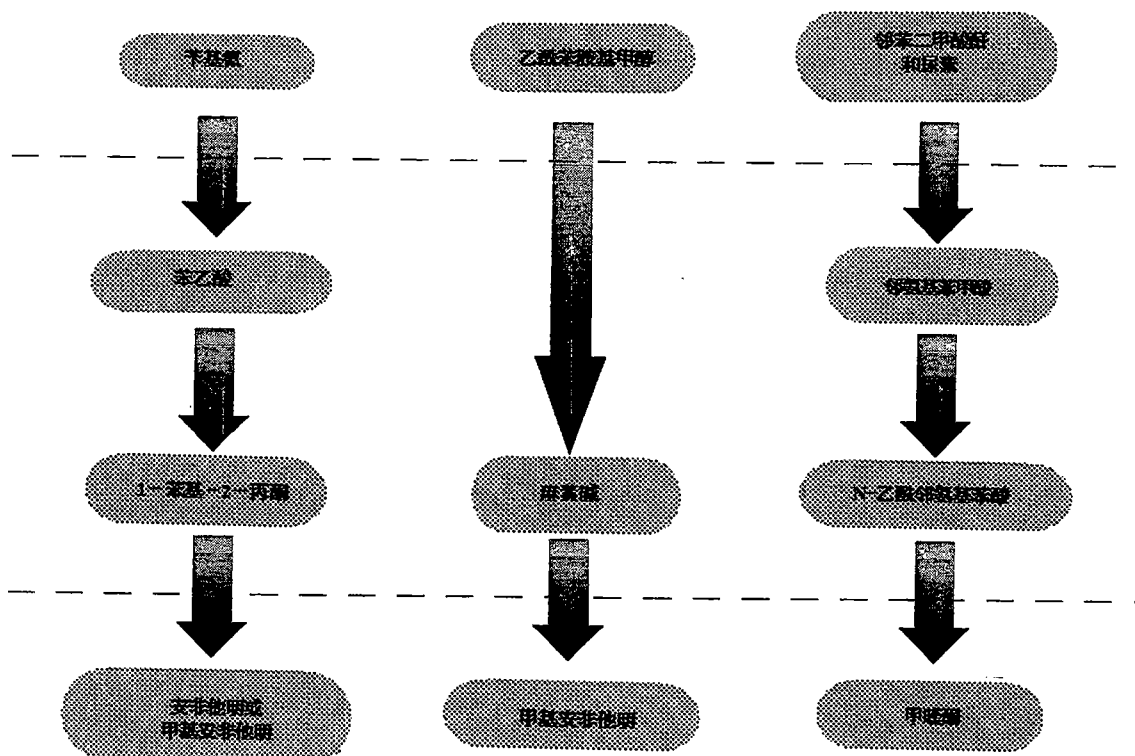 苄基氰
邻苯二甲酸酐
和尿素
苯乙酸
邻氨基苯甲酸
1-苯基-2-丙酮
麻黄碱
N-乙酰邻氨基苯酸
安非他明或
甲基安非他明
甲基安非他明
甲喹酮